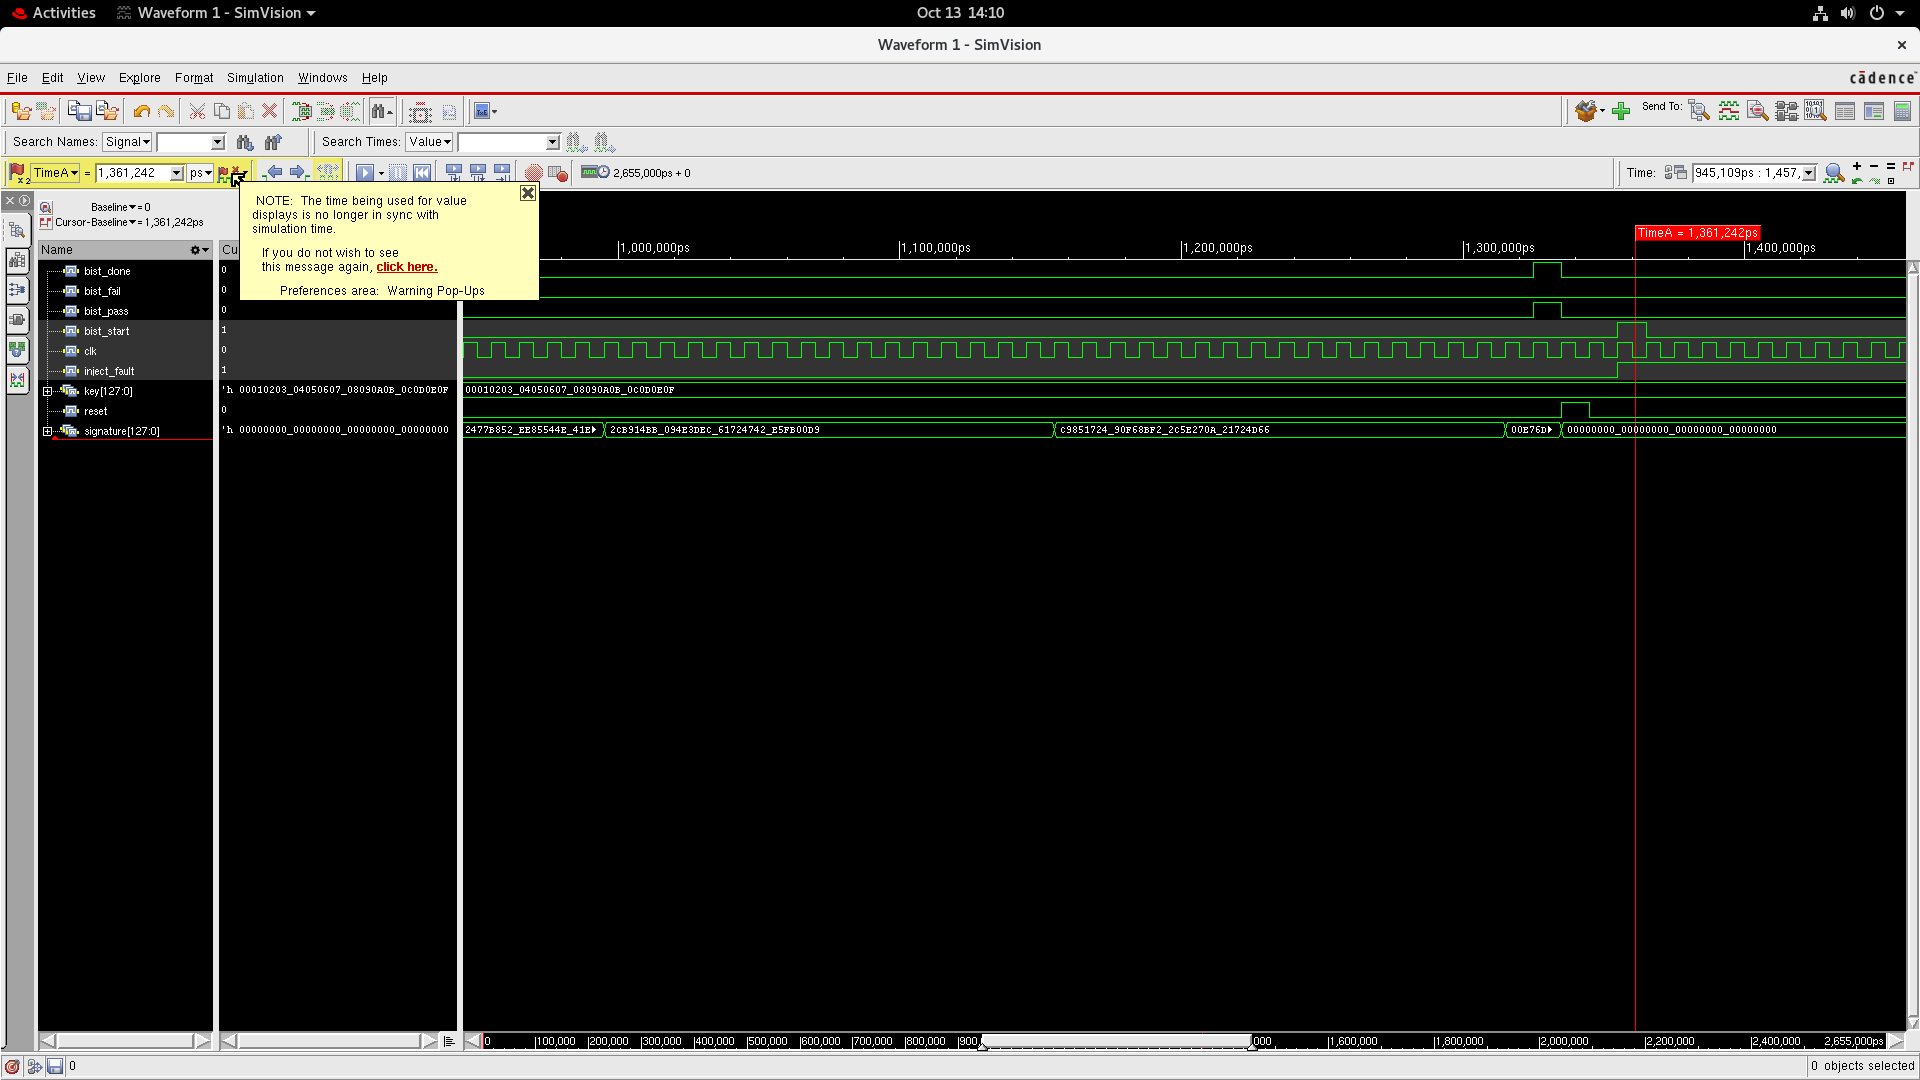 Activities Waveform 1 - SimVision Oct 13 14:10
Waveform 1 - SimVision
File Edit View Explore Format Simulation Windows Help cādence
Send To:
Search Names: Signal Search Times: Value
TimeA = 1,361,242 ps 2,655,000ps + 0 Time: 945,109ps : 1,457,
NOTE: The time being used for value
displays is no longer in sync with
simulation time.
If you do not wish to see
this message again, click here.
Preferences area: Warning Pop-Ups
Baseline = 0
Cursor-Baseline = 1,361,242ps
TimeA = 1,361,242ps
Name Cu 1,000,000ps 1,100,000ps 1,200,000ps 1,300,000ps 1,400,000ps
bist_done 0
bist_fail 0
bist_pass 0
bist_start 1
clk 0
inject_fault 1
key[127:0] 'h 00010203_04050607_08090A0B_0C0D0E0F 00010203_04050607_08090A0B_0C0D0E0F
reset 0
signature[127:0] 'h 00000000_00000000_00000000_00000000 2477B852_EE85544E_41E 2CB914BB_094E3DEC_61724742_E5FB00D9 C9851724_90F68BF2_2C5E270A_21724D66 00E76D 00000000_00000000_00000000_00000000
0 100,000 200,000 300,000 400,000 500,000 600,000 700,000 800,000 900, 000 1,600,000 1,800,000 2,000,000 2,200,000 2,400,000 2,655,000ps
0 0 objects selected